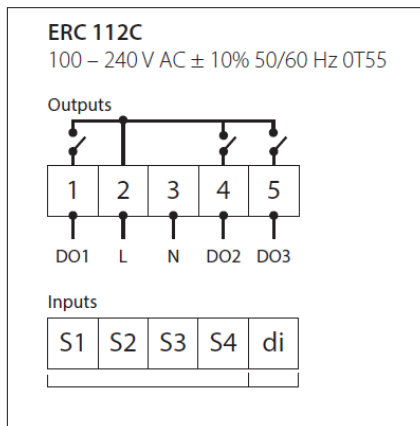 ERC 112C
100 – 240 V AC ± 10% 50/60 Hz 0T55
Outputs
1 2 3 4 5
DO1 L N DO2 DO3
Inputs
S1 S2 S3 S4 di